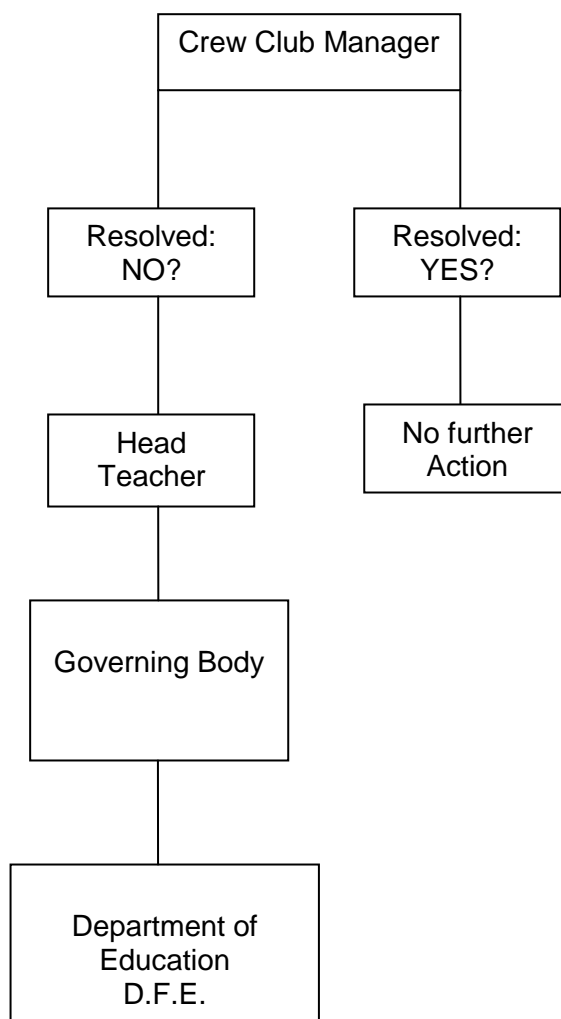 Crew Club Manager
Resolved:
NO?
Resolved:
YES?
Head
Teacher
No further
Action
Governing Body
Department of
Education
D.F.E.